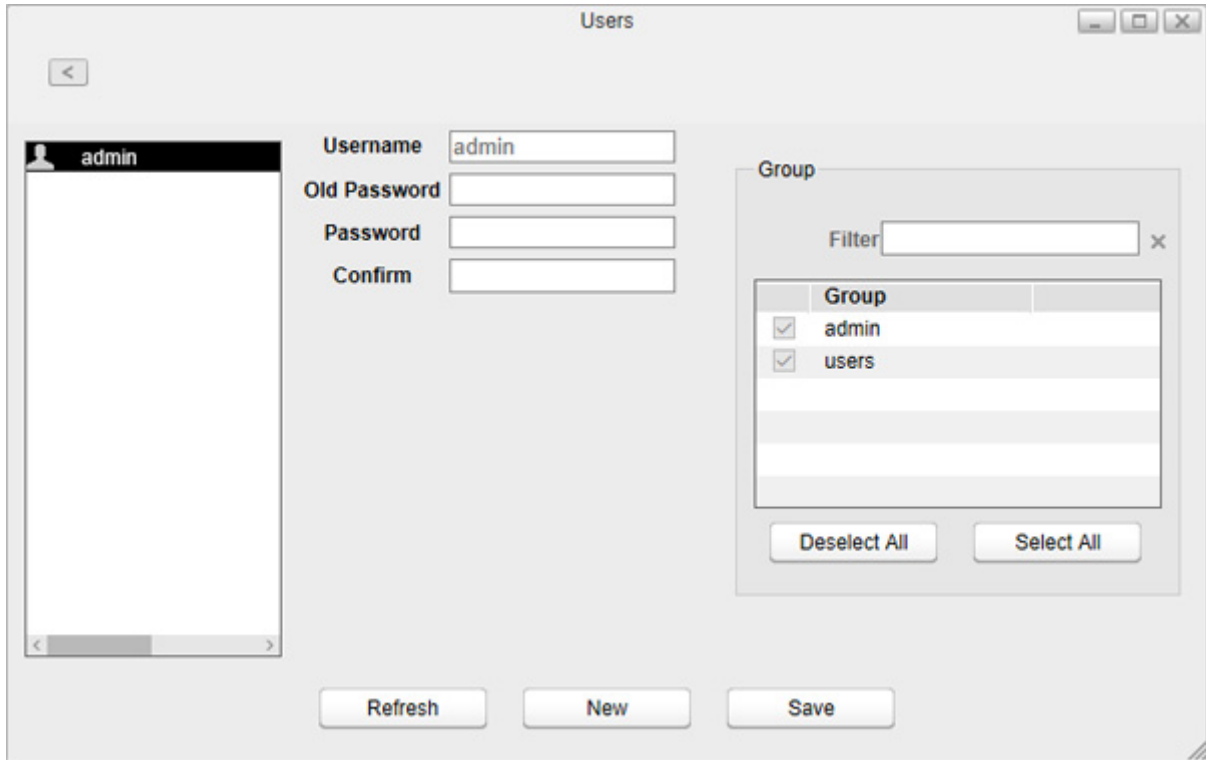 Users
<
admin
Username admin
Old Password
Password
Confirm
Group
Filter
Group
admin
users
Deselect All Select All
Refresh New Save